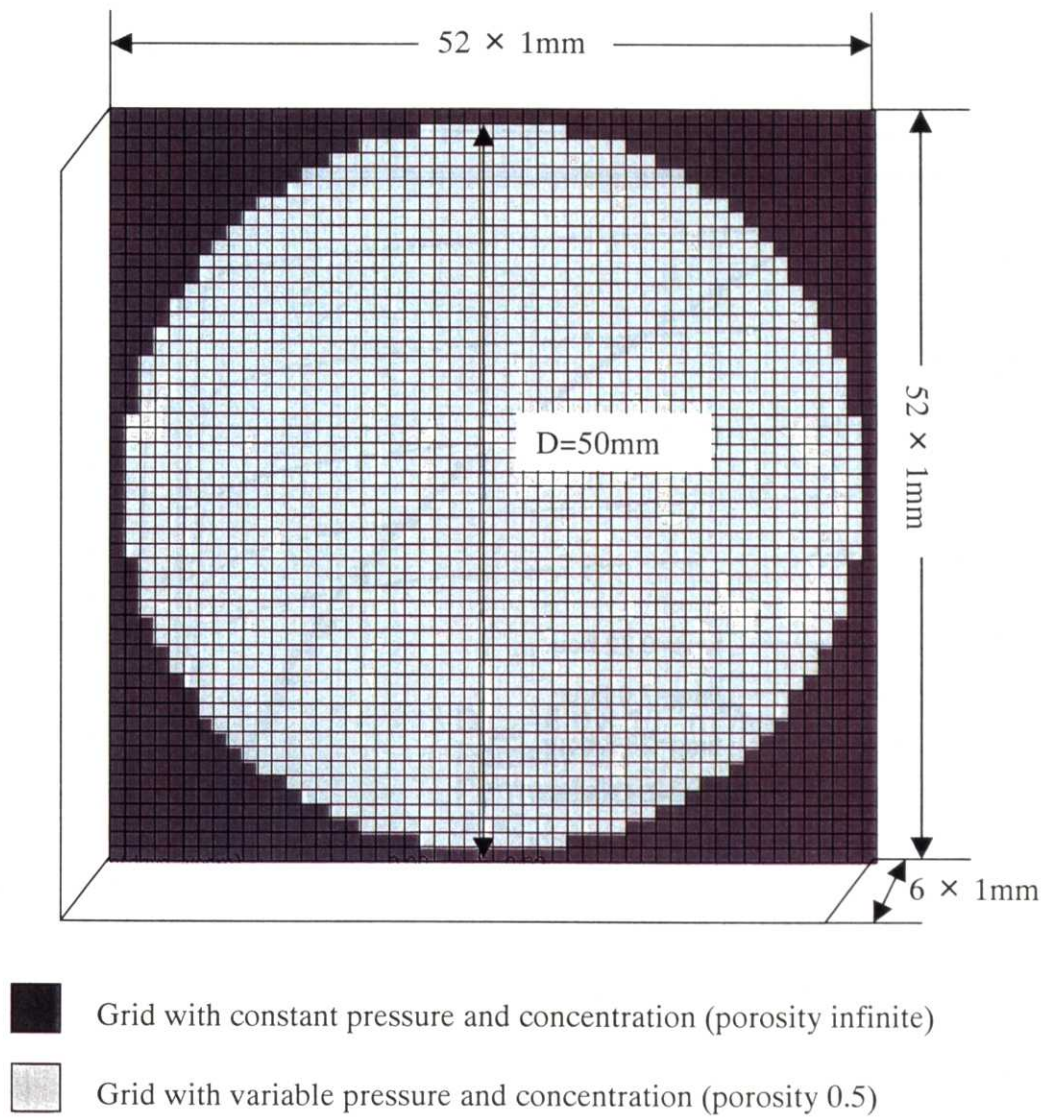 52 × 1mm
D=50mm
52 × 1mm
6 × 1mm
Grid with constant pressure and concentration (porosity infinite)
Grid with variable pressure and concentration (porosity 0.5)